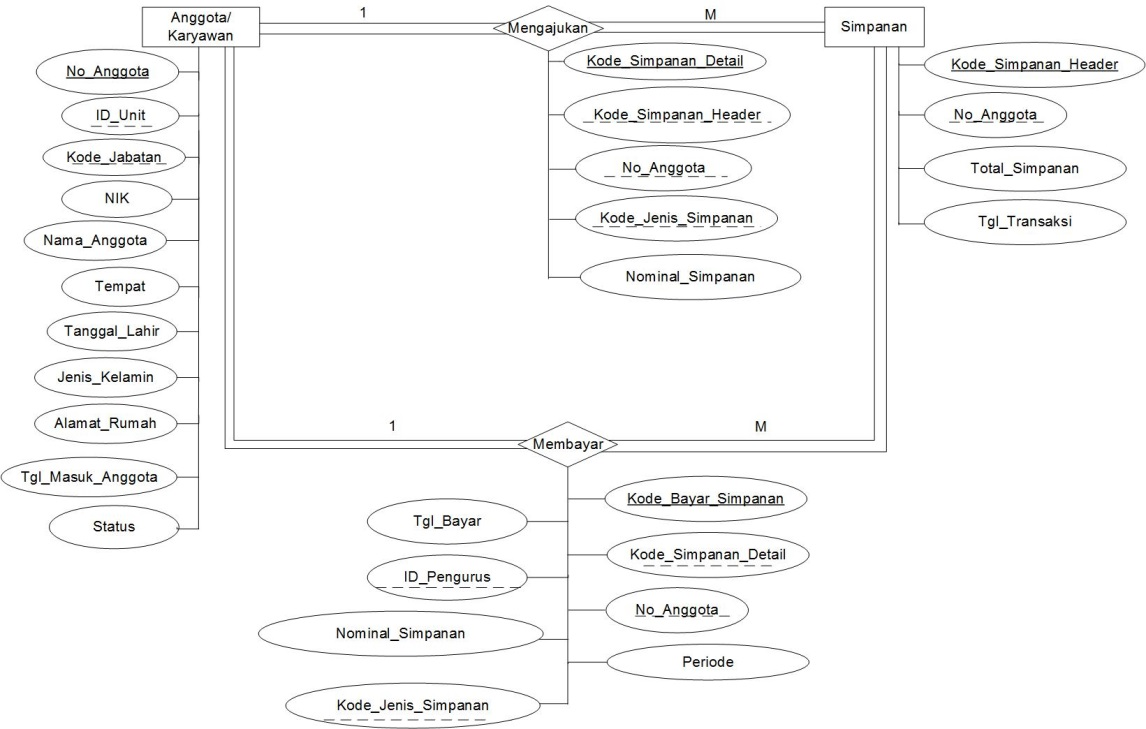 Anggota/
Karyawan
1
Mengajukan
M
Simpanan
No_Anggota
ID_Unit
Kode_Jabatan
NIK
Nama_Anggota
Tempat
Tanggal_Lahir
Jenis_Kelamin
Alamat_Rumah
Tgl_Masuk_Anggota
Status
Kode_Simpanan_Detail
Kode_Simpanan_Header
No_Anggota
Kode_Jenis_Simpanan
Nominal_Simpanan
Kode_Simpanan_Header
No_Anggota
Total_Simpanan
Tgl_Transaksi
1
Membayar
M
Tgl_Bayar
ID_Pengurus
Nominal_Simpanan
Kode_Jenis_Simpanan
Kode_Bayar_Simpanan
Kode_Simpanan_Detail
No_Anggota
Periode